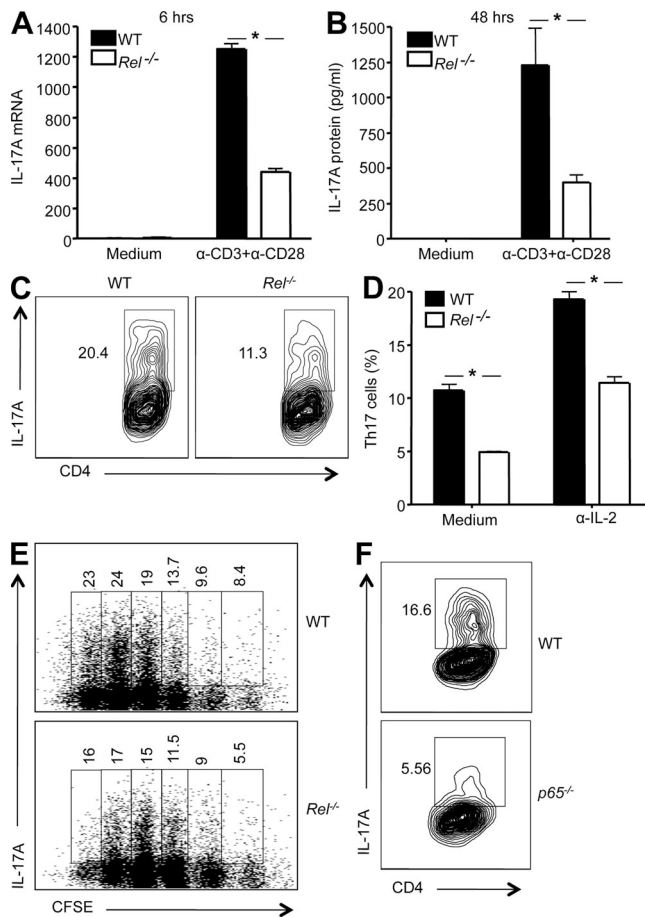 A
6 hrs
IL-17A mRNA
1400
1200
1000
800
600
400
200
0
WT
Rel -/-
*
Medium
α-CD3+α-CD28
B
48 hrs
IL-17A protein (pg/ml)
1500
1250
1000
750
500
250
0
WT
Rel -/-
*
Medium
α-CD3+α-CD28
C
WT
Rel-/-
20.4
11.3
IL-17A
CD4
D
Th17 cells (%)
20
15
10
5
0
WT
Rel -/-
*
*
Medium
α-IL-2
E
23 24 19 13.7 9.6 8.4
WT
16 17 15 11.5 9 5.5
Rel-/-
IL-17A
CFSE
F
16.6
WT
5.56
p65-/-
IL-17A
CD4